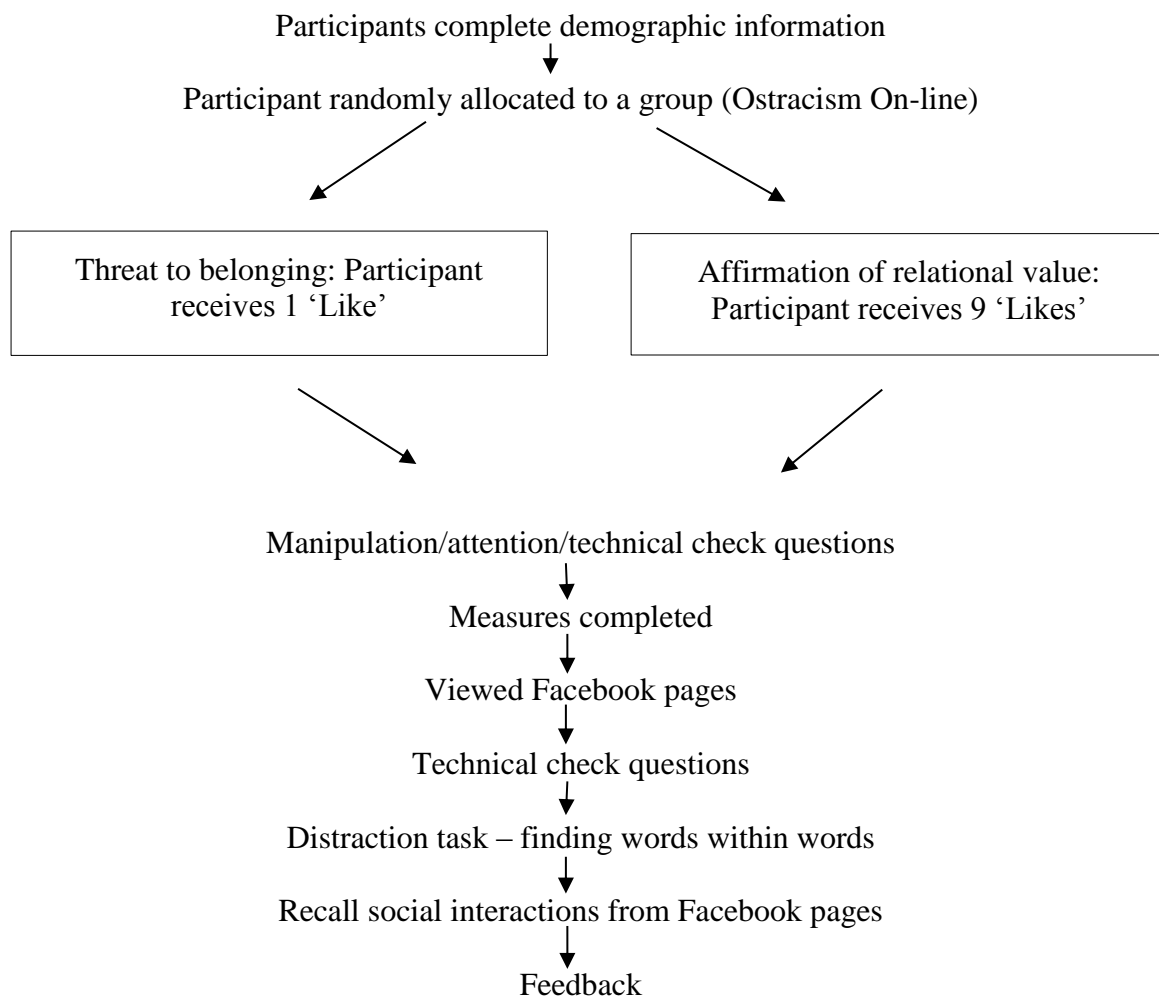 Participants complete demographic information
Participant randomly allocated to a group (Ostracism On-line)
Threat to belonging: Participant
receives 1 ‘Like’
Affirmation of relational value:
Participant receives 9 ‘Likes’
Manipulation/attention/technical check questions
Measures completed
Viewed Facebook pages
Technical check questions
Distraction task – finding words within words
Recall social interactions from Facebook pages
Feedback